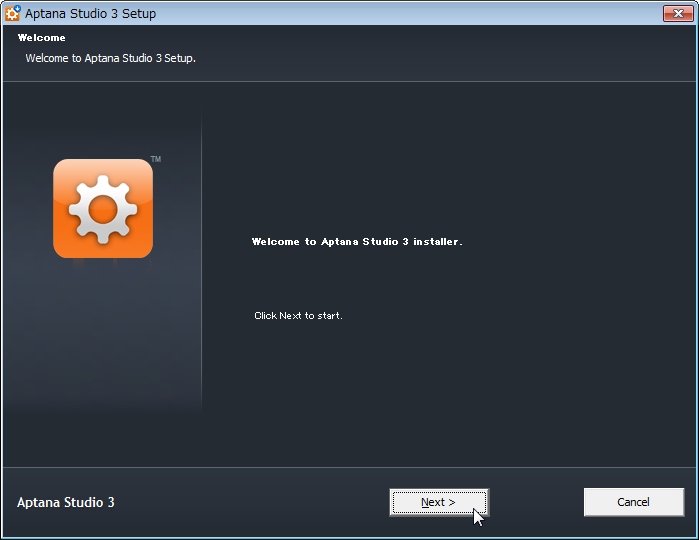 Aptana Studio 3 Setup
Welcome
Welcome to Aptana Studio 3 Setup.
TM
Welcome to Aptana Studio 3 installer.
Click Next to start.
Aptana Studio 3
Next >
Cancel